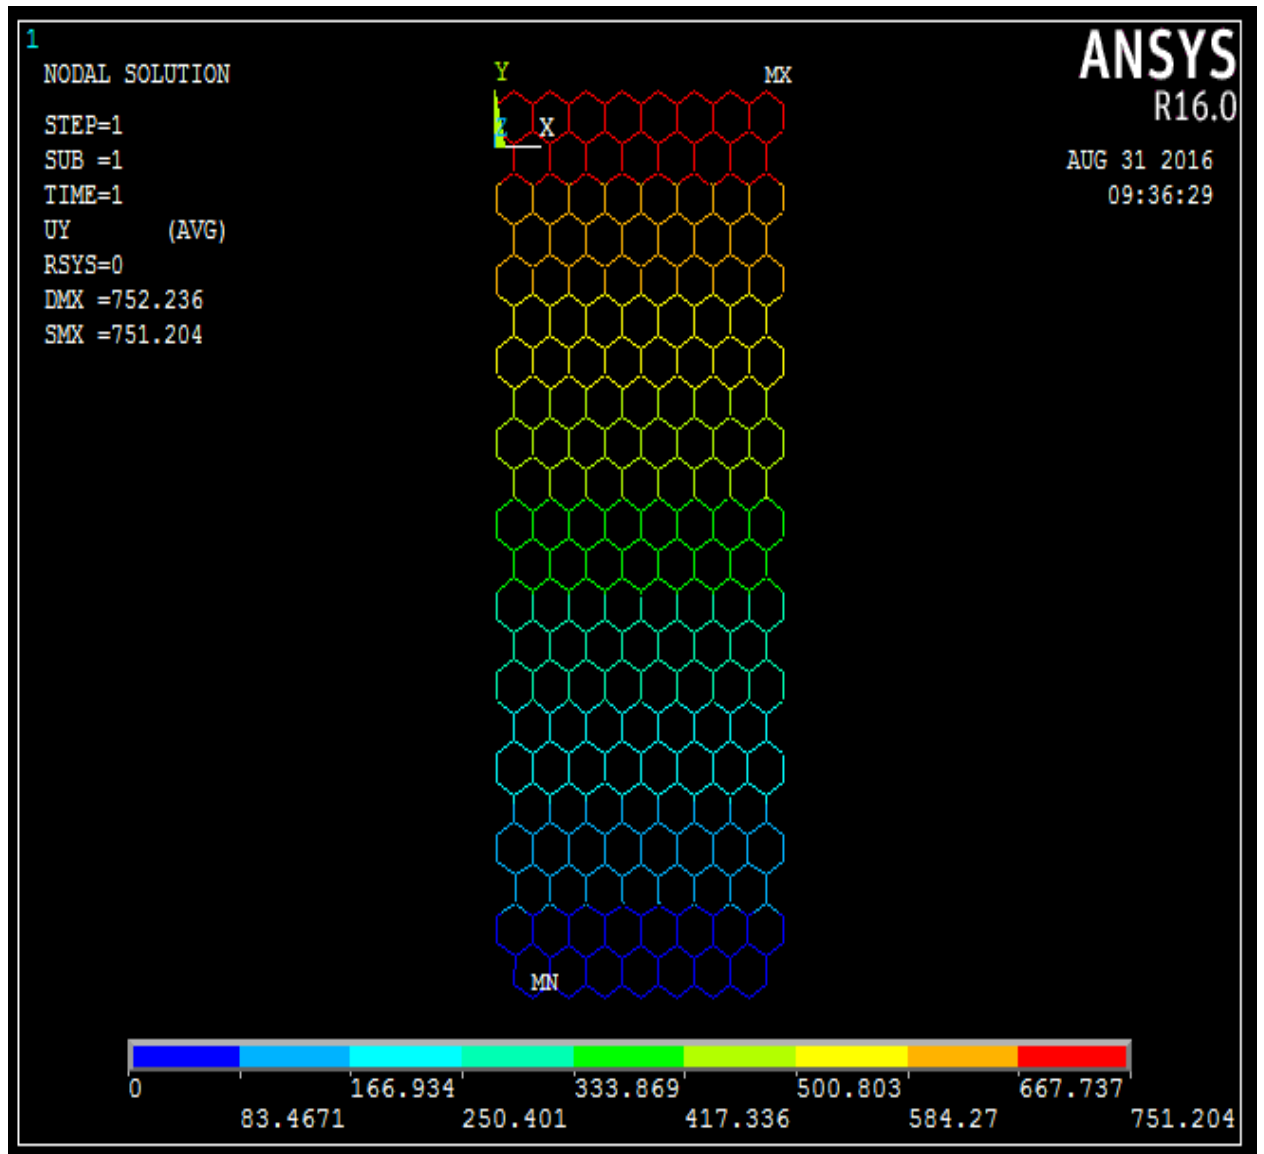 1
NODAL SOLUTION
STEP=1
SUB =1
TIME=1
UY (AVG)
RSYS=0
DMX =752.236
SMX =751.204
ANSYS
R16.0
AUG 31 2016
09:36:29
Y
MX
Z X
MN
0 166.934 333.869 500.803 667.737
83.4671 250.401 417.336 584.27 751.204